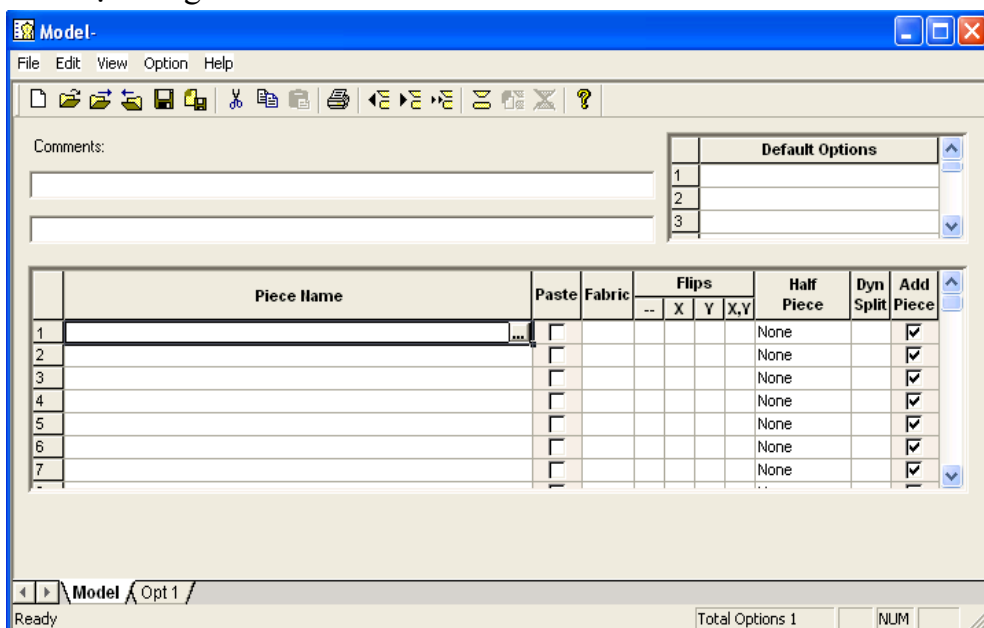 Model-
File Edit View Option Help
Comments:
Default Options
1
2
3
Piece Name Paste Fabric Flips Half Piece Dyn Split Add Piece
-- X Y X,Y
1 ... None
2 None
3 None
4 None
5 None
6 None
7 None
Model Opt 1
Ready Total Options 1 NUM